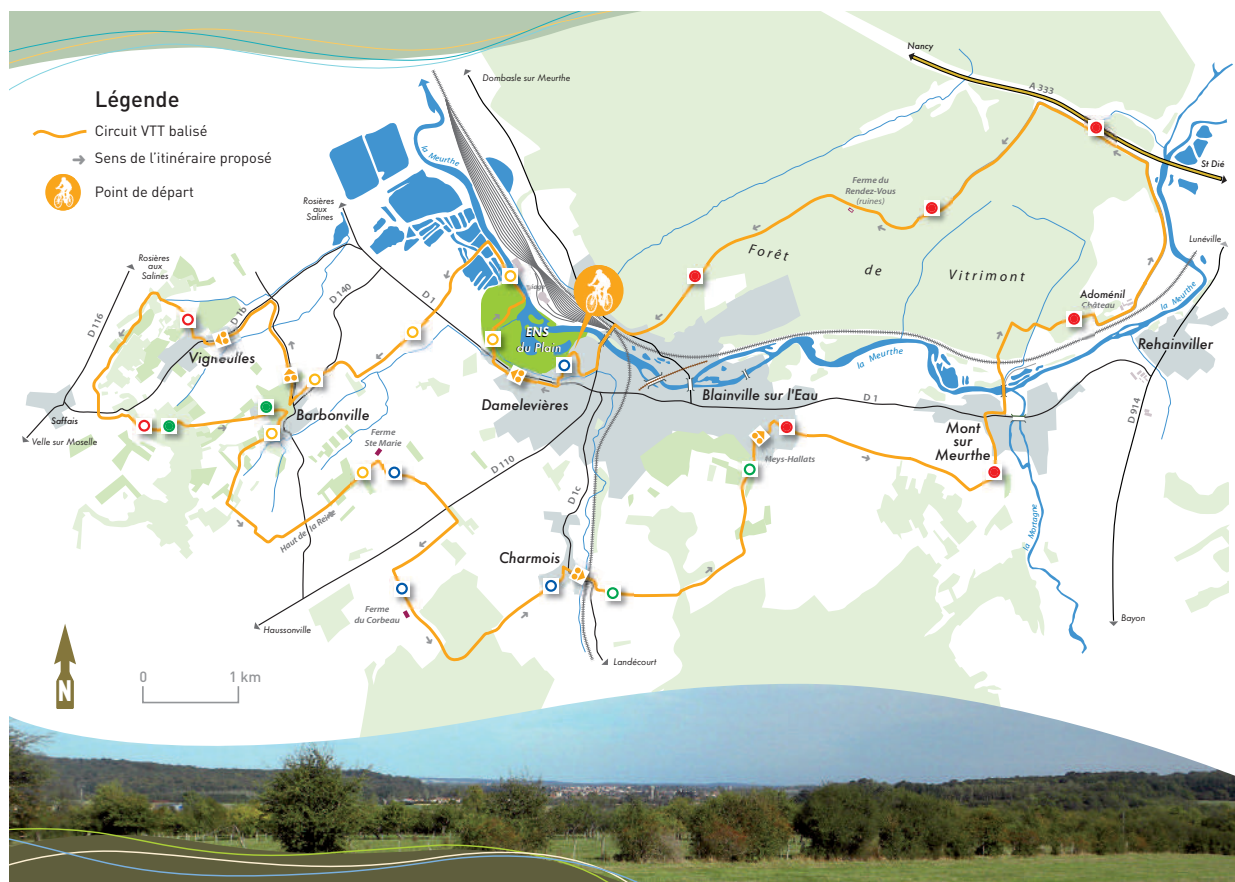 Légende
Circuit VTT balisé
Sens de l'itinéraire proposé
Point de départ
Nancy
A 333
St Dié
Dombasle sur Meurthe
la Meurthe
Rosières
aux
Salines
Ferme du
Rendez-Vous
(ruines)
Lunéville
Rosières
aux
Salines
Forêt
de
Vitrimont
D 116
D 1b
D 140
D 1
Adoménil
Château
la Meurthe
ENS
du Plain
Vigneulles
la Meurthe
Rehainviller
Saffais
Velle sur Moselle
Barbonville
Damelevières
Blainville sur l'Eau
D 1
D 914
Mont
sur
Meurthe
Ferme
Ste Marie
D 110
D 1c
Meys-Hallats
Haut de la Reine
la Mortagne
Charmois
Ferme
du Corbeau
Haussonville
Landécourt
Bayon
N
0
1 km